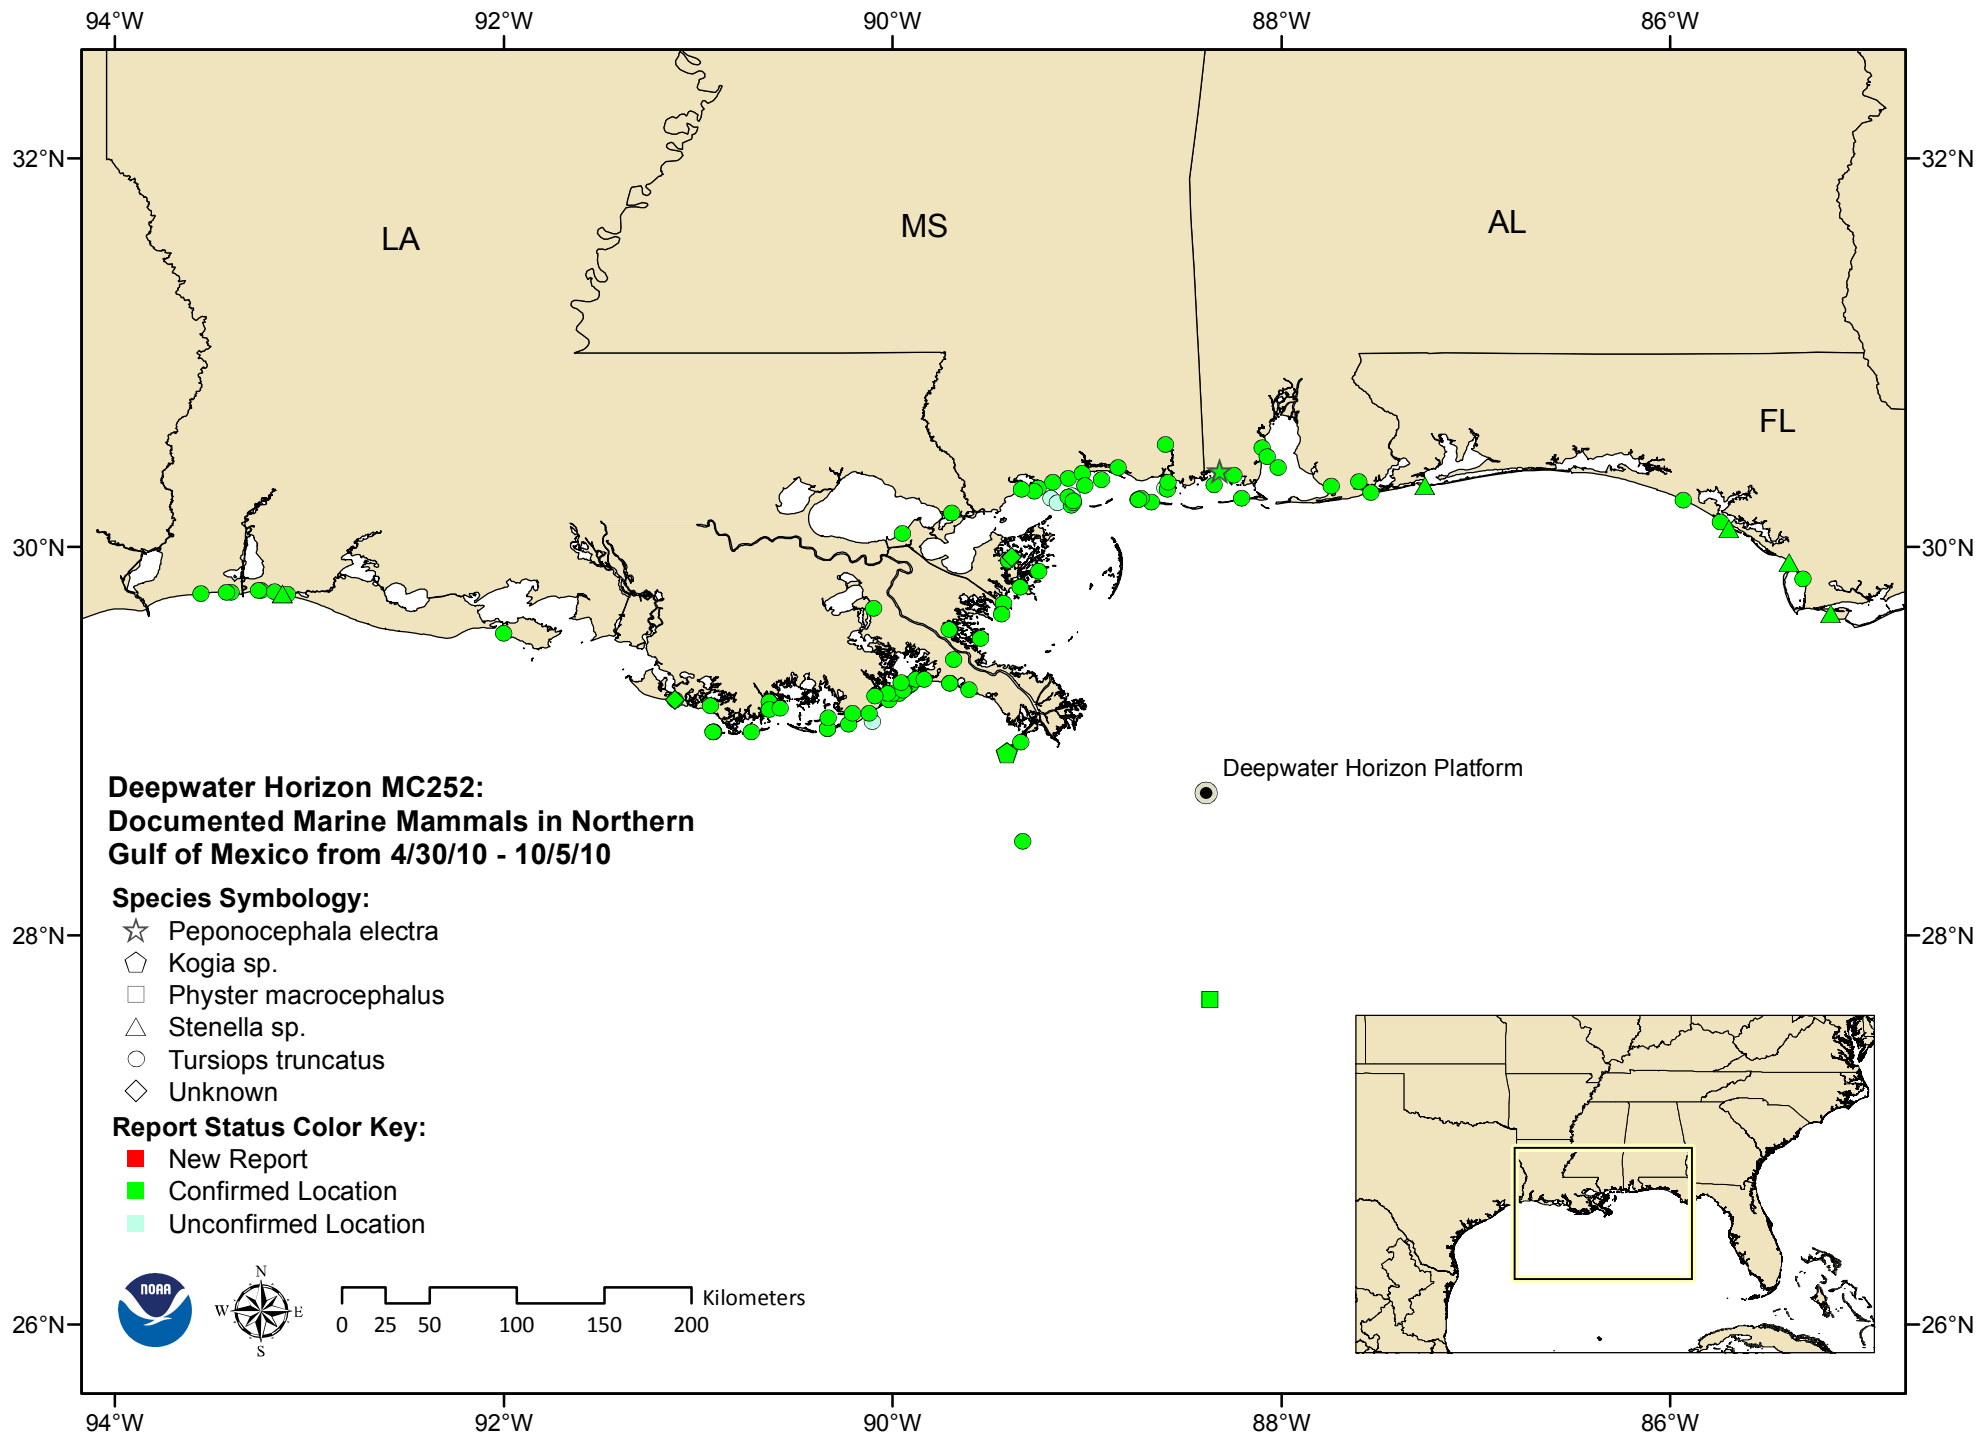 94°W 92°W 90°W 88°W 86°W
32°N 32°N
LA MS AL
FL
30°N 30°N
Deepwater Horizon Platform
Deepwater Horizon MC252:
Documented Marine Mammals in Northern
Gulf of Mexico from 4/30/10 - 10/5/10
Species Symbology:
28°N 28°N
Peponocephala electra
Kogia sp.
Physter macrocephalus
Stenella sp.
Tursiops truncatus
Unknown
Report Status Color Key:
New Report
Confirmed Location
Unconfirmed Location
NOAA
N
W E
S
Kilometers
0 25 50 100 150 200
26°N 26°N
94°W 92°W 90°W 88°W 86°W